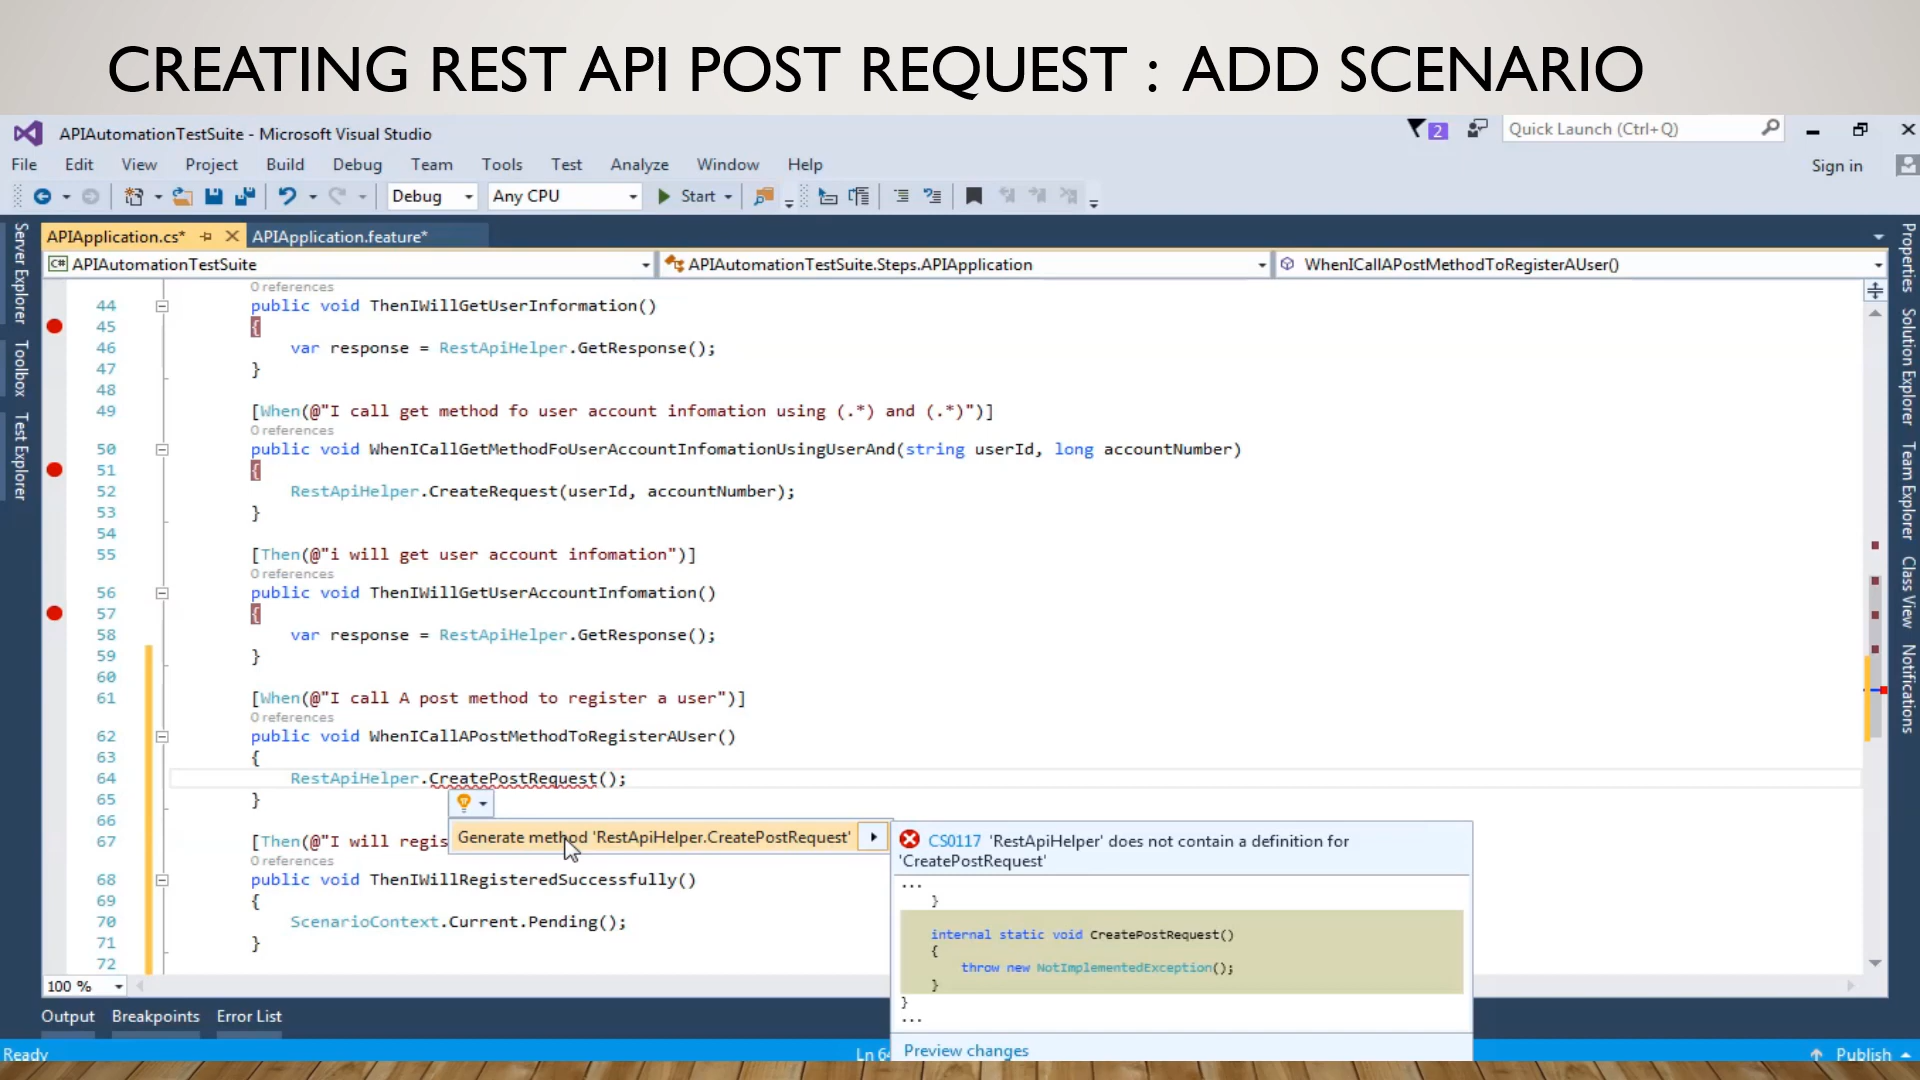 CREATING REST API POST REQUEST : ADD SCENARIO
APIAutomationTestSuite - Microsoft Visual Studio
2
Quick Launch (Ctrl+Q)
File Edit View Project Build Debug Team Tools Test Analyze Window Help
Sign in
Debug Any CPU Start
APIApplication.cs* APIApplication.feature*
C# APIAutomationTestSuite APIAutomationTestSuite.Steps.APIApplication WhenICallAPostMethodToRegisterAUser()
Server Explorer
Toolbox
Test Explorer
Properties
Solution Explorer
Team Explorer
Class View
Notifications
0 references
44 public void ThenIWillGetUserInformation()
45 {
46 var response = RestApiHelper.GetResponse();
47 }
48
49 [When(@"I call get method fo user account infomation using (.*) and (.*)")]
0 references
50 public void WhenICallGetMethodFoUserAccountInfomationUsingUserAnd(string userId, long accountNumber)
51 {
52 RestApiHelper.CreateRequest(userId, accountNumber);
53 }
54
55 [Then(@"i will get user account infomation")]
0 references
56 public void ThenIWillGetUserAccountInfomation()
57 {
58 var response = RestApiHelper.GetResponse();
59 }
60
61 [When(@"I call A post method to register a user")]
0 references
62 public void WhenICallAPostMethodToRegisterAUser()
63 {
64 RestApiHelper.CreatePostRequest();
65 }
66
67 [Then(@"I will regis
0 references
68 public void ThenIWillRegisteredSuccessfully()
69 {
70 ScenarioContext.Current.Pending();
71 }
72
Generate method 'RestApiHelper.CreatePostRequest'
CS0117 'RestApiHelper' does not contain a definition for
'CreatePostRequest'
...
}
internal static void CreatePostRequest()
{
throw new NotImplementedException();
}
}
...
Preview changes
100 %
Output Breakpoints Error List
Ready Ln 64 Publish